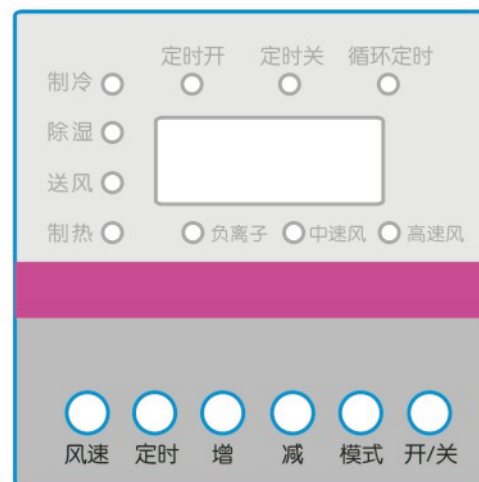 定时开 定时关 循环定时
制冷
除湿
送风
制热 负离子 中速风 高速风
风速 定时 增 减 模式 开/关